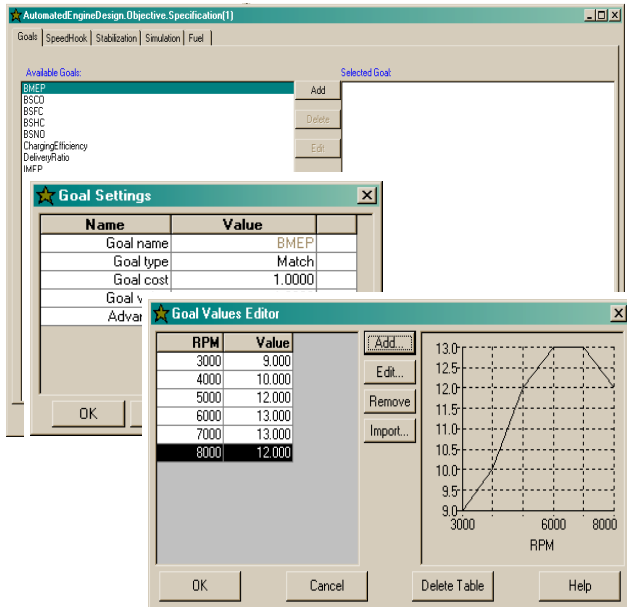 AutomatedEngineDesign.Objective.Specification(1)
Goals SpeedHook Stabilization Simulation Fuel
Available Goals: Selected Goal:
BMEP
BSCO
BSFC
BSHC
BSNO
ChargingEfficiency
DeliveryRatio
IMEP
Add
Delete
Edit
Goal Settings
Name Value
Goal name BMEP
Goal type Match
Goal cost 1.0000
Goal v
Advan
OK
Goal Values Editor
RPM Value
3000 9.000
4000 10.000
5000 12.000
6000 13.000
7000 13.000
8000 12.000
Add...
Edit...
Remove
Import...
13.0
12.5
12.0
11.5
11.0
10.5
10.0
9.5
9.0
3000 6000 8000
RPM
OK Cancel Delete Table Help